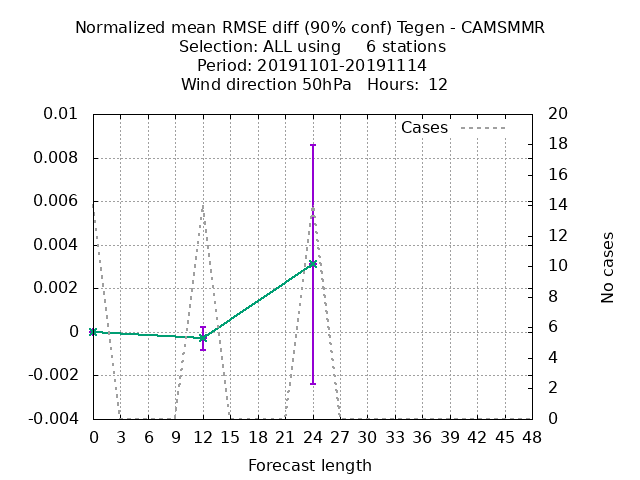 Normalized mean RMSE diff (90% conf) Tegen - CAMSMMR
Selection: ALL using     6 stations
Period: 20191101-20191114
Wind direction 50hPa   Hours:  12
Cases
0.01
0.008
0.006
0.004
0.002
0
-0.002
-0.004
20
18
16
14
12
10
8
6
4
2
0
No cases
0 3 6 9 12 15 18 21 24 27 30 33 36 39 42 45 48
Forecast length